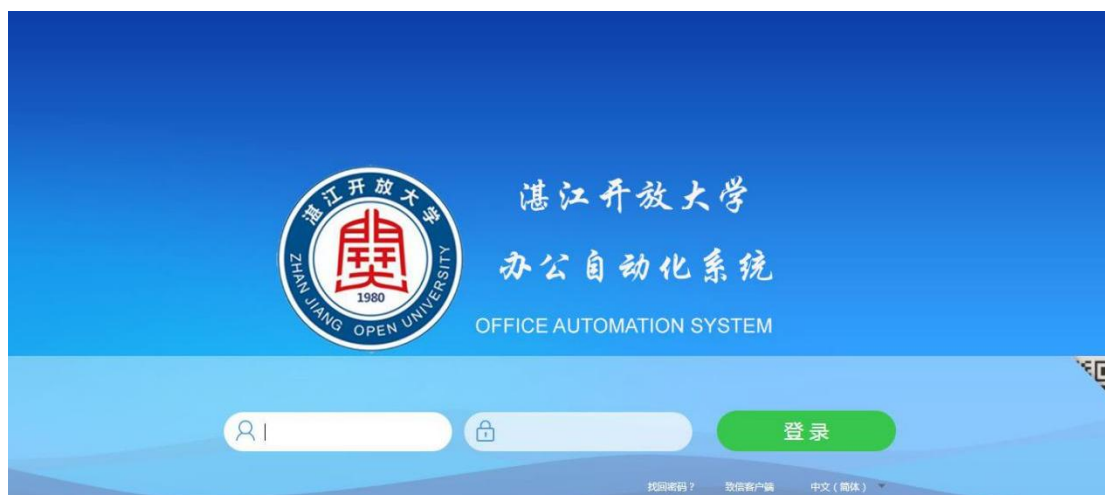 湛江开放大学
ZHAN JIANG OPEN UNIVERSITY
1980
湛江开放大学
办公自动化系统
OFFICE AUTOMATION SYSTEM
登录
找回密码？ 致信客户端 中文（简体）